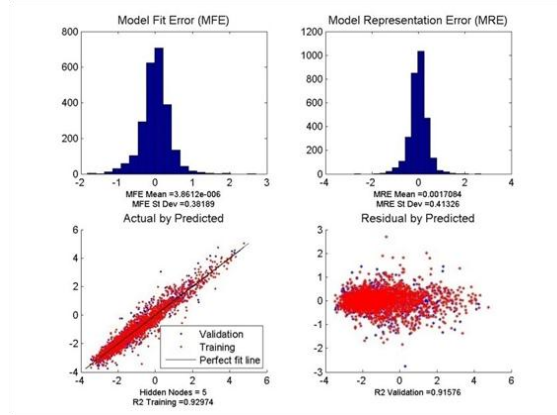 Model Fit Error (MFE)
800
600
400
200
0
-2 -1 0 1 2 3
MFE Mean =3.8612e-006
MFE St Dev =0.38189
Model Representation Error (MRE)
1200
1000
800
600
400
200
0
-4 -2 0 2 4
MRE Mean =0.0017084
MRE St Dev =0.41326
Actual by Predicted
6
4
2
0
-2
-4
-4 -2 0 2 4 6
Validation
Training
Perfect fit line
Hidden Nodes = 5
R2 Training =0.92974
Residual by Predicted
3
2
1
0
-1
-2
-3
-4 -2 0 2 4 6
R2 Validation =0.91576